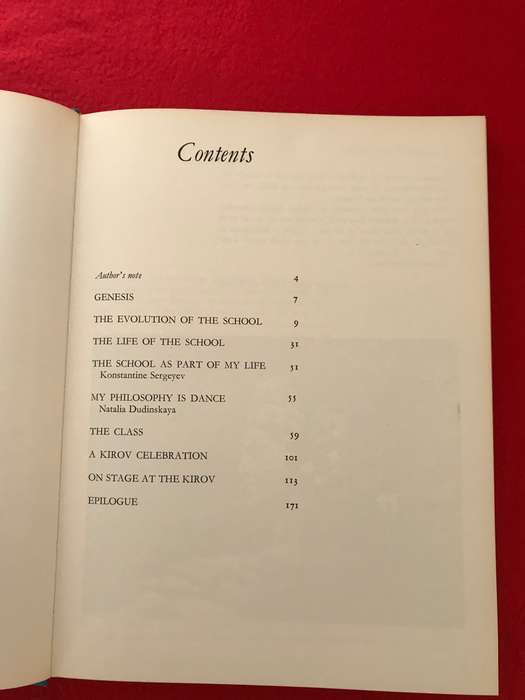 Contents
Author's note 4
GENESIS 7
THE EVOLUTION OF THE SCHOOL 9
THE LIFE OF THE SCHOOL 31
THE SCHOOL AS PART OF MY LIFE 51
Konstantine Sergeyev
MY PHILOSOPHY IS DANCE 55
Natalia Dudinskaya
THE CLASS 59
A KIROV CELEBRATION 101
ON STAGE AT THE KIROV 113
EPILOGUE 171